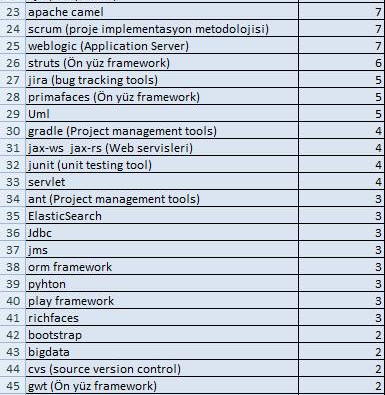 23 apache camel 7
24 scrum (proje implementasyon metodolojisi) 7
25 weblogic (Application Server) 7
26 struts (Ön yüz framework) 6
27 jira (bug tracking tools) 5
28 primafaces (Ön yüz framework) 5
29 Uml 5
30 gradle (Project management tools) 4
31 jax-ws jax-rs (Web servisleri) 4
32 junit (unit testing tool) 4
33 servlet 4
34 ant (Project management tools) 3
35 ElasticSearch 3
36 Jdbc 3
37 jms 3
38 orm framework 3
39 pyhton 3
40 play framework 3
41 richfaces 3
42 bootstrap 2
43 bigdata 2
44 cvs (source version control) 2
45 gwt (Ön yüz framework) 2